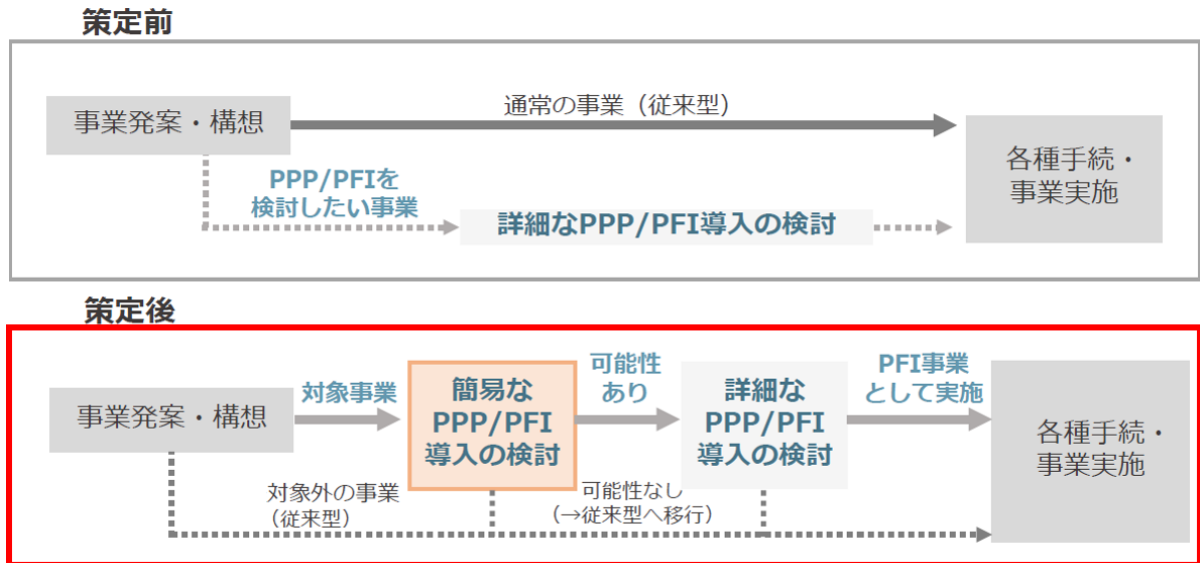 策定前
事業発案・構想
通常の事業（従来型）
PPP/PFIを
検討したい事業
詳細なPPP/PFI導入の検討
各種手続・
事業実施
策定後
事業発案・構想
対象事業
簡易な
PPP/PFI
導入の検討
可能性
あり
詳細な
PPP/PFI
導入の検討
PFI事業
として実施
各種手続・
事業実施
対象外の事業
（従来型）
可能性なし
（→従来型へ移行）